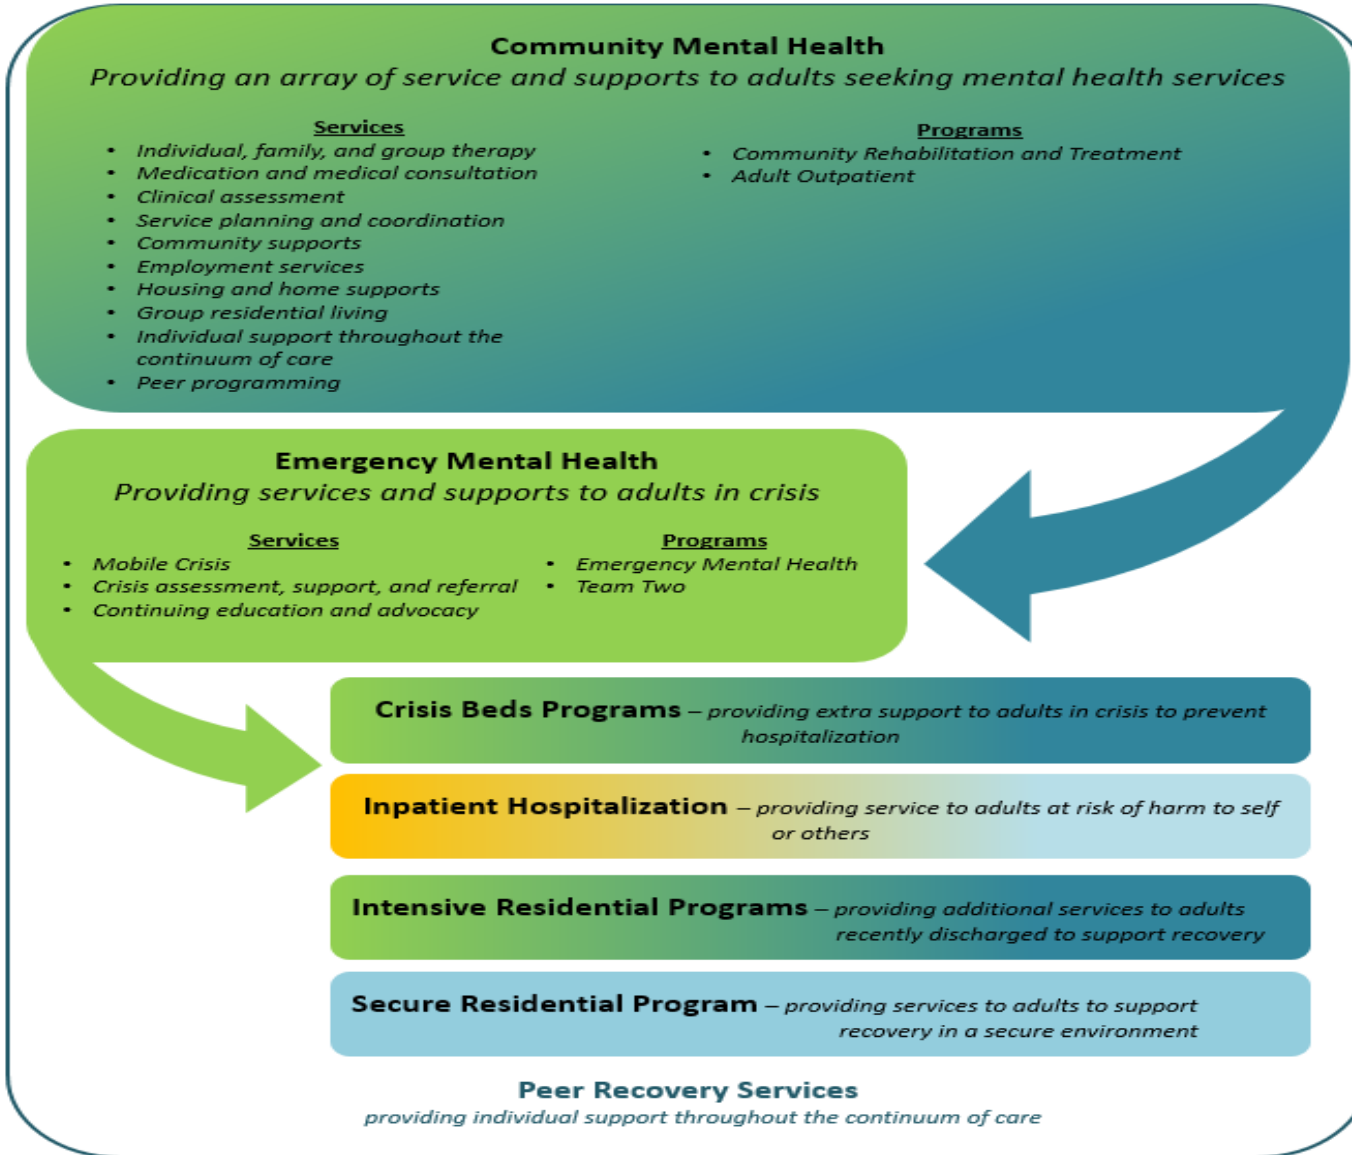 Community Mental Health
Providing an array of service and supports to adults seeking mental health services
Services
• Individual, family, and group therapy
• Medication and medical consultation
• Clinical assessment
• Service planning and coordination
• Community supports
• Employment services
• Housing and home supports
• Group residential living
• Individual support throughout the
continuum of care
• Peer programming
Programs
• Community Rehabilitation and Treatment
• Adult Outpatient
Emergency Mental Health
Providing services and supports to adults in crisis
Services
• Mobile Crisis
• Crisis assessment, support, and referral
• Continuing education and advocacy
Programs
• Emergency Mental Health
• Team Two
Crisis Beds Programs – providing extra support to adults in crisis to prevent
hospitalization
Inpatient Hospitalization – providing service to adults at risk of harm to self
or others
Intensive Residential Programs – providing additional services to adults
recently discharged to support recovery
Secure Residential Program – providing services to adults to support
recovery in a secure environment
Peer Recovery Services
providing individual support throughout the continuum of care